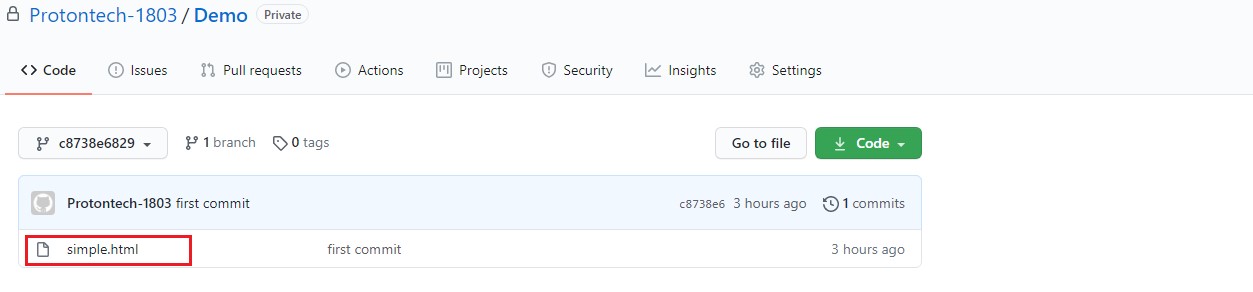 Protontech-1803 / Demo Private
Code Issues Pull requests Actions Projects Security Insights Settings
c8738e6829 1 branch 0 tags Go to file Code
Protontech-1803 first commit c8738e6 3 hours ago 1 commits
simple.html first commit 3 hours ago